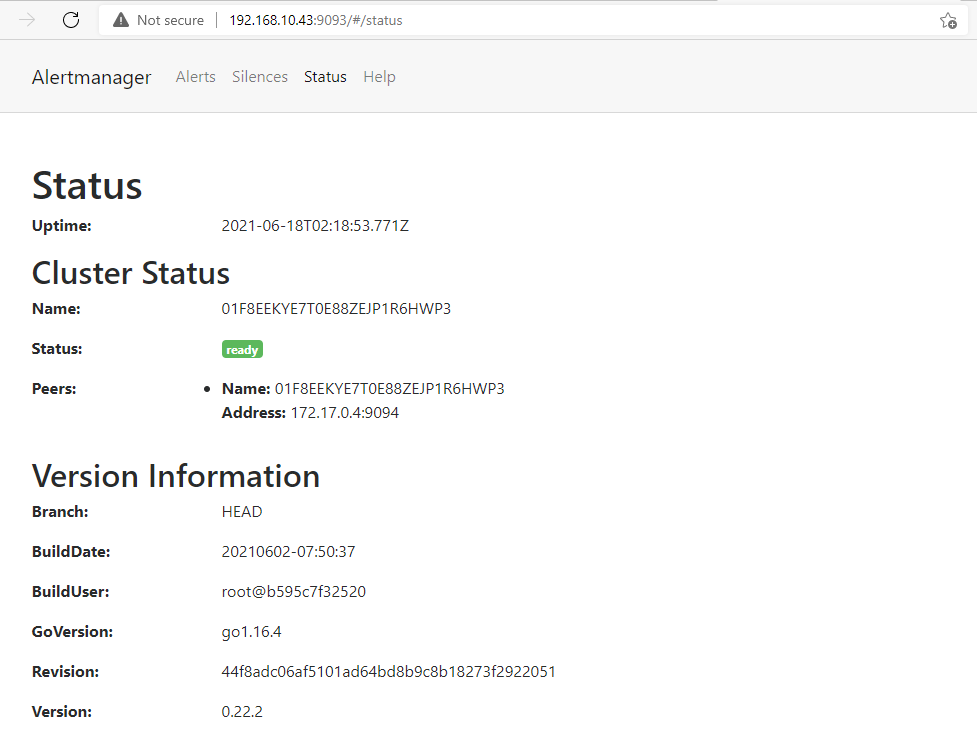 Not secure | 192.168.10.43:9093/#/status
Alertmanager Alerts Silences Status Help
Status
Uptime: 2021-06-18T02:18:53.771Z
Cluster Status
Name: 01F8EEKYE7T0E88ZEJP1R6HWP3
Status: ready
Peers: • Name: 01F8EEKYE7T0E88ZEJP1R6HWP3
Address: 172.17.0.4:9094
Version Information
Branch: HEAD
BuildDate: 20210602-07:50:37
BuildUser: root@b595c7f32520
GoVersion: go1.16.4
Revision: 44f8adc06af5101ad64bd8b9c8b18273f2922051
Version: 0.22.2